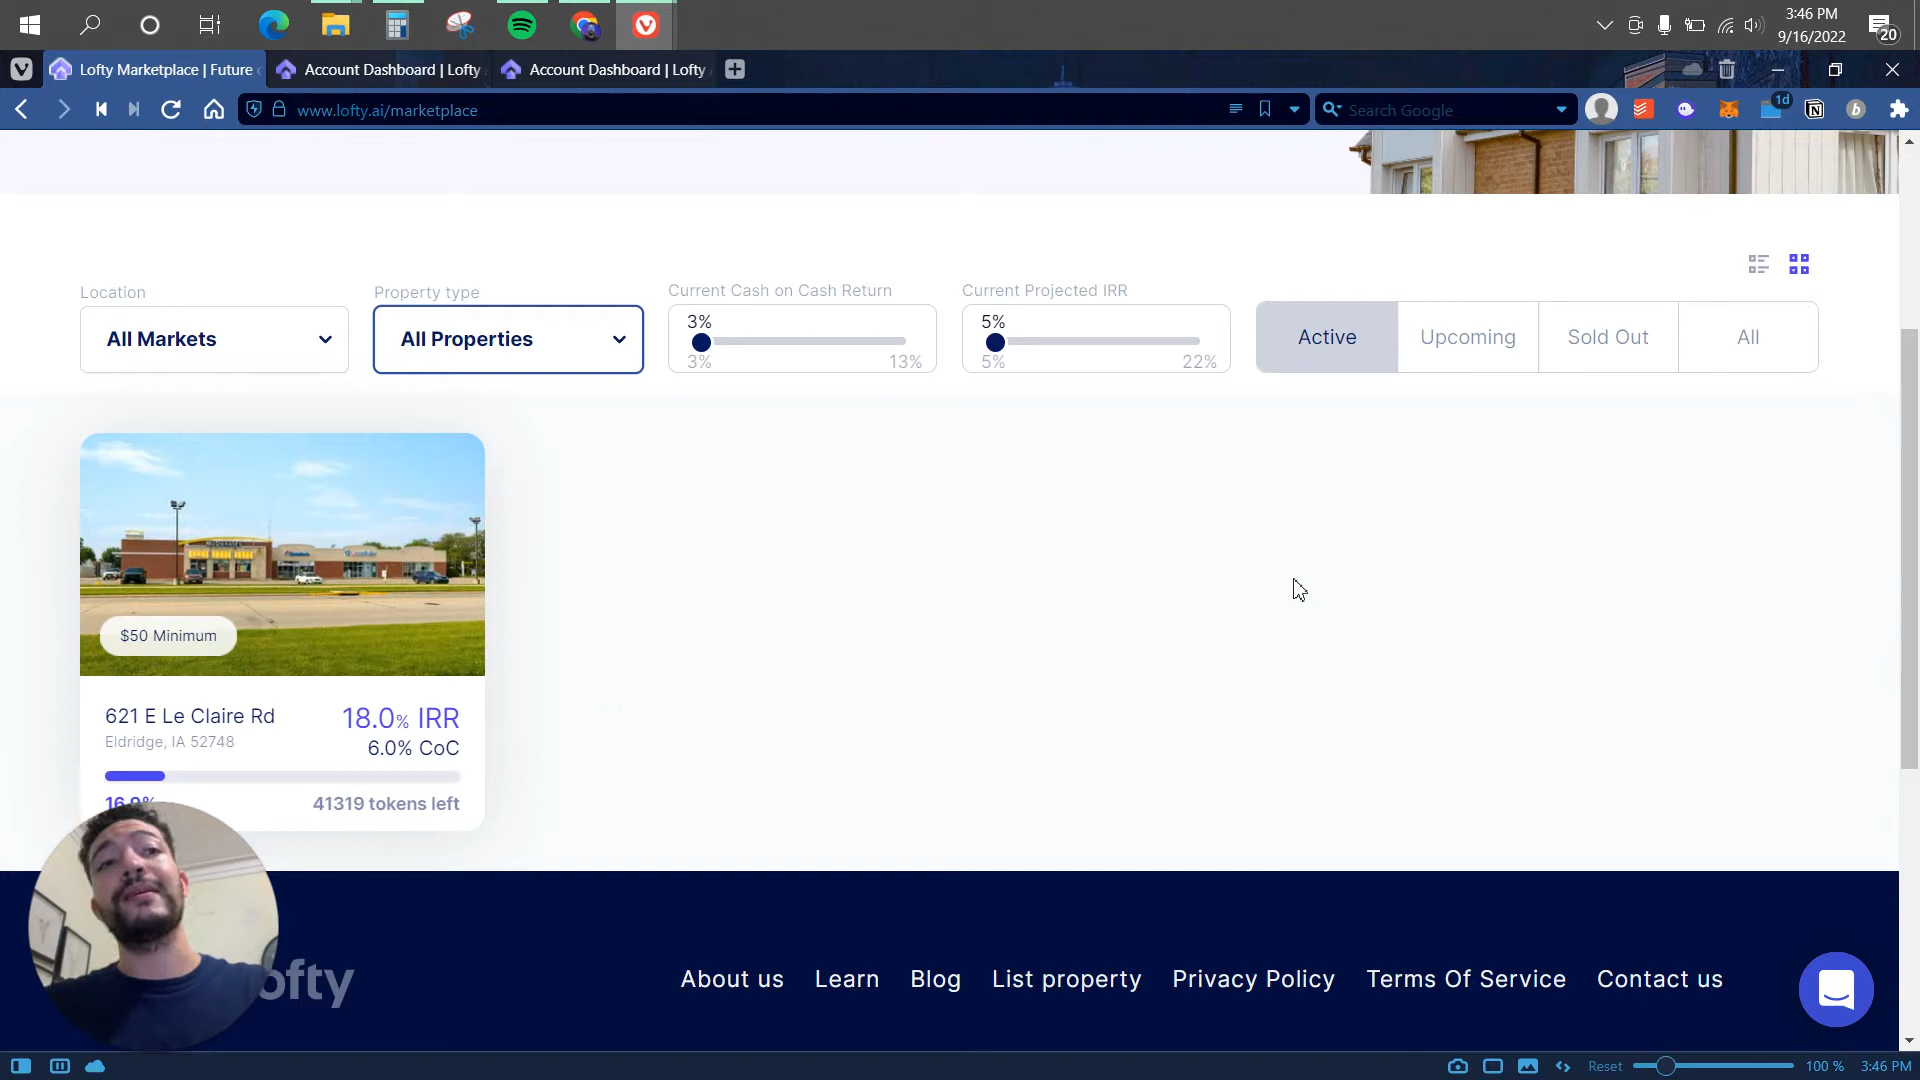 3:46 PM
9/16/2022
20
Lofty Marketplace | Future
Account Dashboard | Lofty
Account Dashboard | Lofty
www.lofty.ai/marketplace
Search Google
1d
Location
All Markets
Property type
All Properties
Current Cash on Cash Return
3%
3%
13%
Current Projected IRR
5%
5%
22%
Active
Upcoming
Sold Out
All
$50 Minimum
621 E Le Claire Rd
Eldridge, IA 52748
18.0% IRR
6.0% CoC
16.9%
41319 tokens left
ofty
About us
Learn
Blog
List property
Privacy Policy
Terms Of Service
Contact us
Reset
100 %
3:46 PM